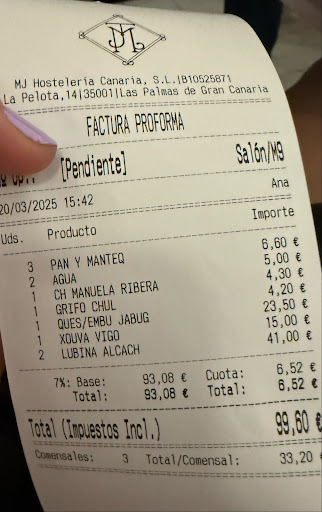 JM
MJ Hostelería Canaria, S.L.|B10525871
La Pelota,14|35001|Las Palmas de Gran Canaria
FACTURA PROFORMA
[Pendiente] Salón/M9
20/03/2025 15:42 Ana
Uds. Producto Importe
3 PAN Y MANTEQ 6,60 €
2 AGUA 5,00 €
1 CH MANUELA RIBERA 4,30 €
1 GRIFO CHUL 4,20 €
1 QUES/EMBU JABUG 23,50 €
1 XOUVA VIGO 15,00 €
2 LUBINA ALCACH 41,00 €
7%: Base: 93,08 € Cuota: 6,52 €
Total: 93,08 € Total: 6,52 €
Total (Impuestos Incl.) 99,60 €
Comensales: 3 Total/Comensal: 33,20